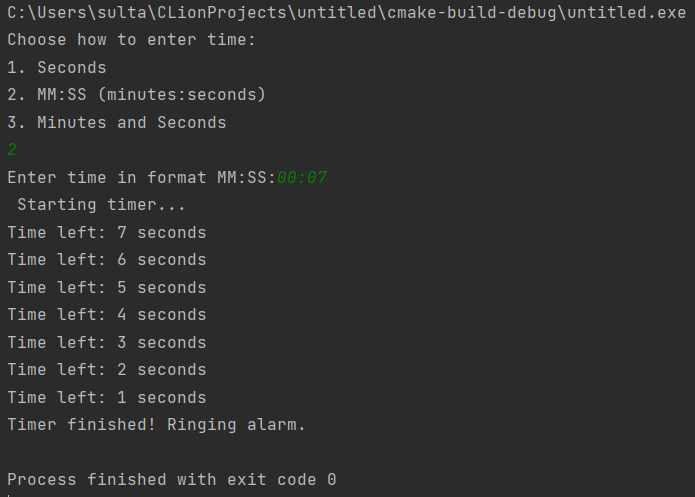 C:\Users\sulta\CLionProjects\untitled\cmake-build-debug\untitled.exe
Choose how to enter time:
1. Seconds
2. MM:SS (minutes:seconds)
3. Minutes and Seconds
2
Enter time in format MM:SS:00:07
Starting timer...
Time left: 7 seconds
Time left: 6 seconds
Time left: 5 seconds
Time left: 4 seconds
Time left: 3 seconds
Time left: 2 seconds
Time left: 1 seconds
Timer finished! Ringing alarm.
Process finished with exit code 0